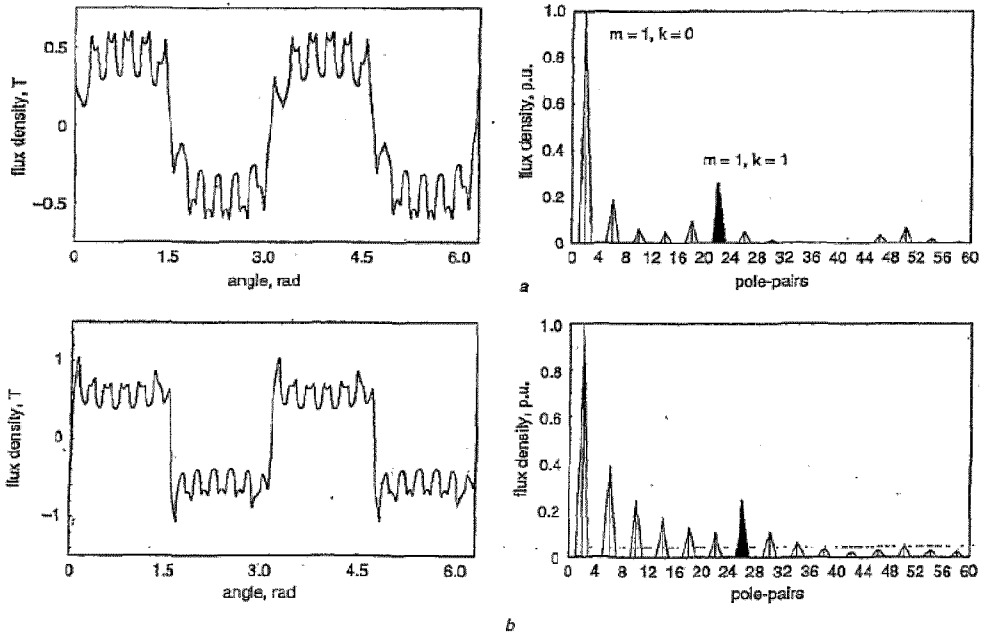 flux density, T
0.5
0
−0.5
0 1.5 3.0 4.5 6.0
angle, rad
flux density, p.u.
1.0
0.8
0.6
0.4
0.2
0
m = 1, k = 0
m = 1, k = 1
0 4 8 12 16 20 24 28 32 36 40 44 48 52 56 60
pole-pairs
a
flux density, T
1
0
−1
0 1.5 3.0 4.5 6.0
angle, rad
flux density, p.u.
1.0
0.8
0.6
0.4
0.2
0
0 4 8 12 16 20 24 28 32 36 40 44 48 52 56 60
pole-pairs
b